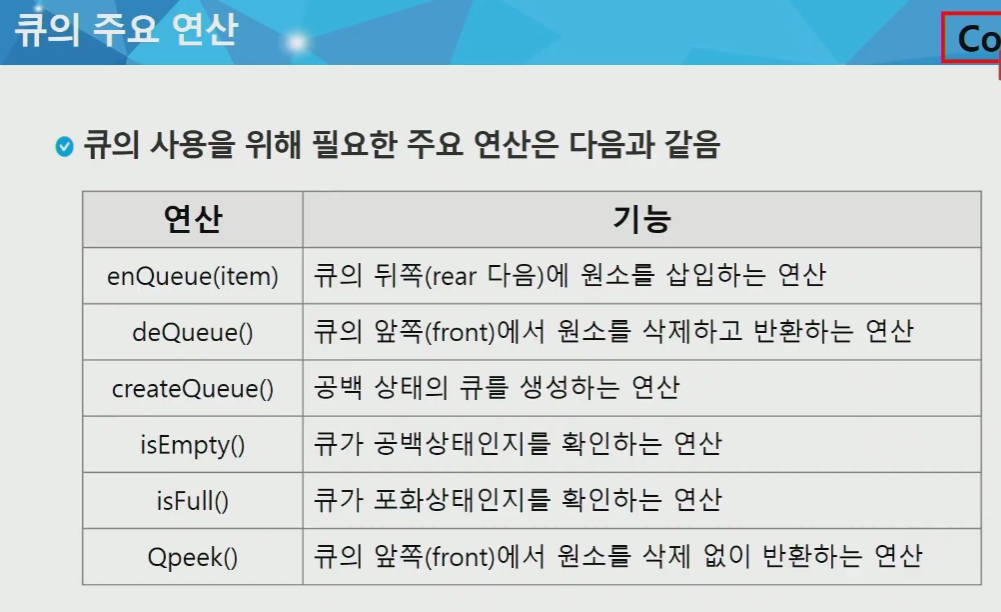 큐의 주요 연산
Co
큐의 사용을 위해 필요한 주요 연산은 다음과 같음
연산 기능
enQueue(item) 큐의 뒤쪽(rear 다음)에 원소를 삽입하는 연산
deQueue() 큐의 앞쪽(front)에서 원소를 삭제하고 반환하는 연산
createQueue() 공백 상태의 큐를 생성하는 연산
isEmpty() 큐가 공백상태인지를 확인하는 연산
isFull() 큐가 포화상태인지를 확인하는 연산
Qpeek() 큐의 앞쪽(front)에서 원소를 삭제 없이 반환하는 연산